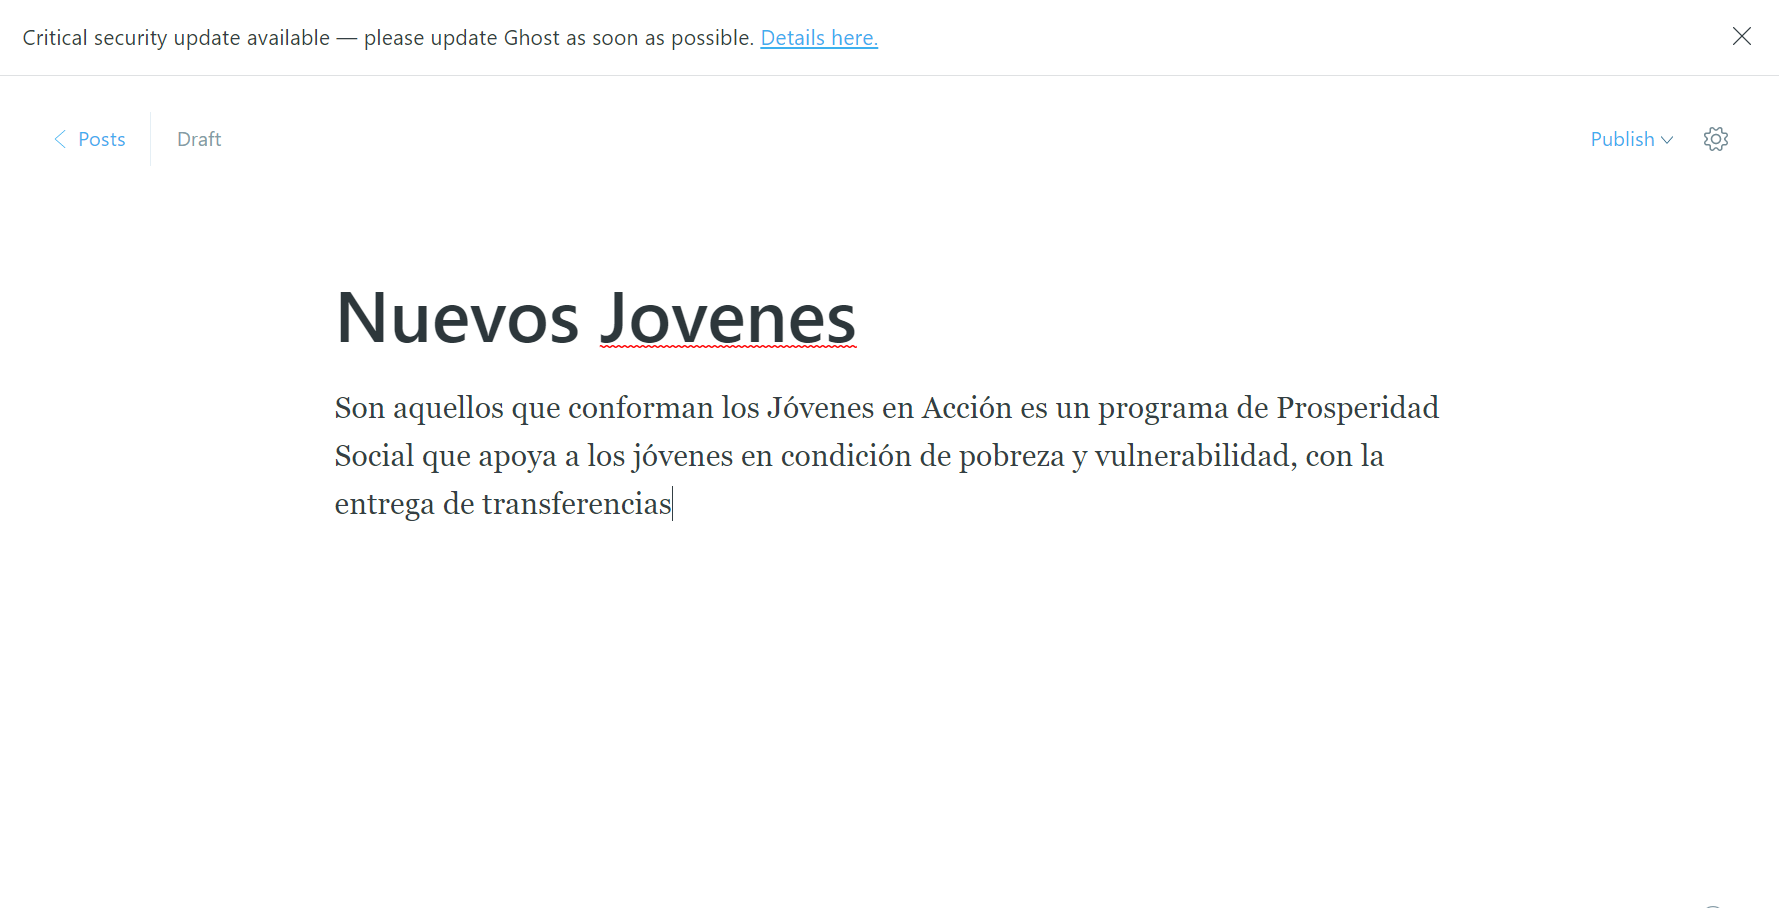 Critical security update available — please update Ghost as soon as possible. Details here.
Posts
Draft
Publish
Nuevos Jovenes
Son aquellos que conforman los Jóvenes en Acción es un programa de Prosperidad
Social que apoya a los jóvenes en condición de pobreza y vulnerabilidad, con la
entrega de transferencias